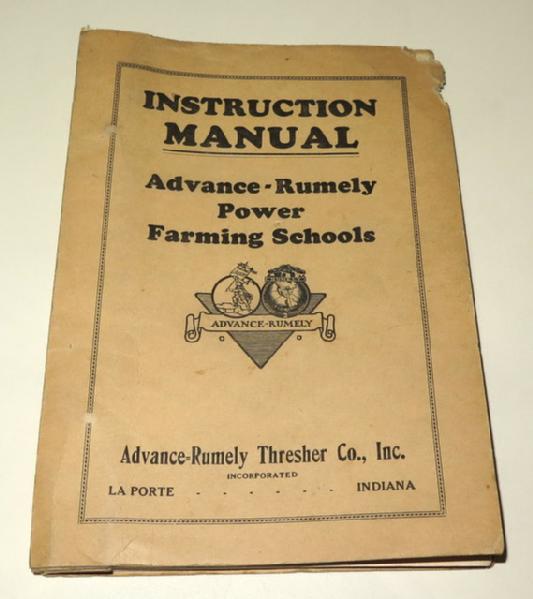 INSTRUCTION
MANUAL
Advance-Rumely
Power
Farming Schools
ADVANCE-RUMELY
Advance-Rumely Thresher Co., Inc.
INCORPORATED
LA PORTE - - - - - - INDIANA